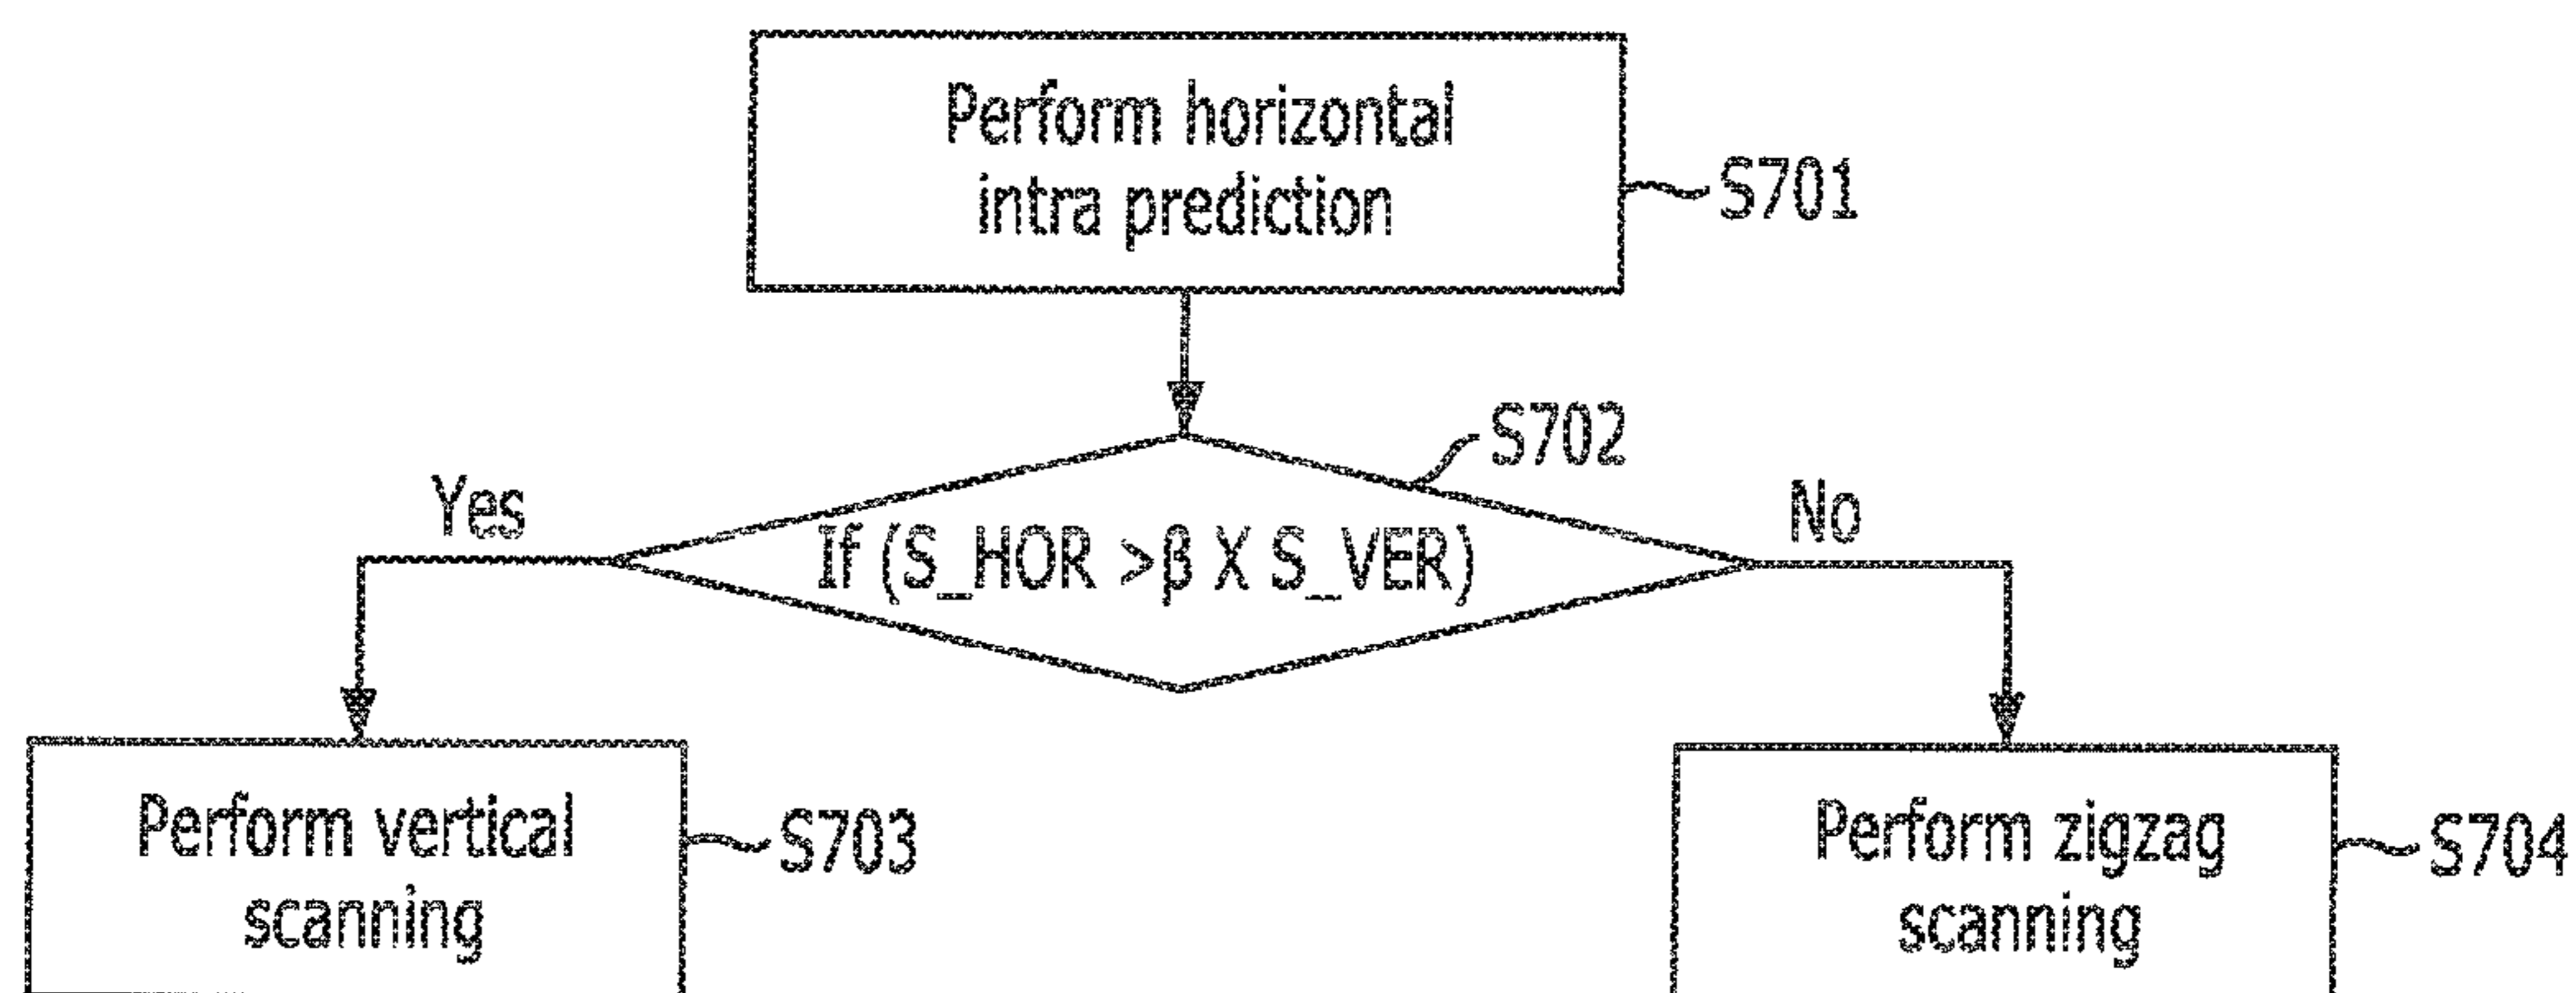 Perform horizontal
intra prediction
S701
S702
Yes
If (S_HOR >β X S_VER)
No
Perform vertical
scanning
S703
Perform zigzag
scanning
S704